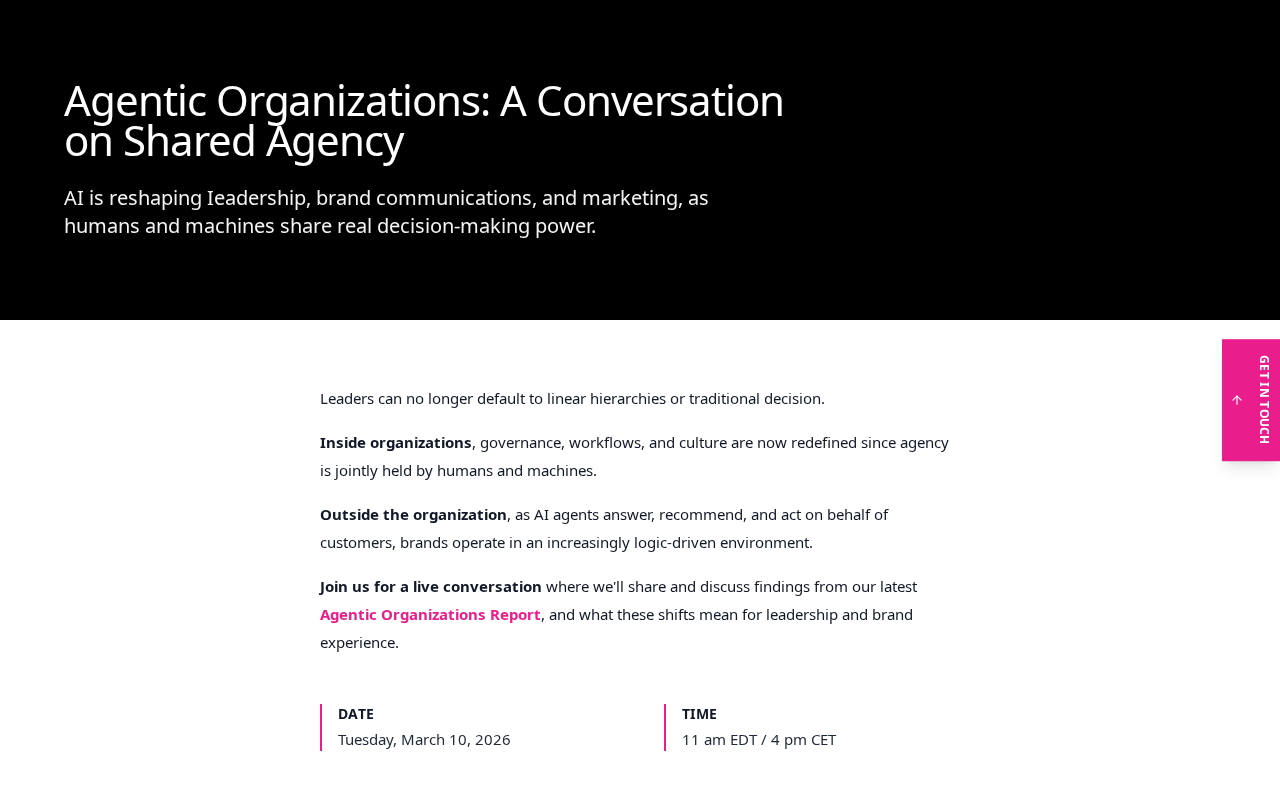 Agentic Organizations: A Conversation
on Shared Agency
AI is reshaping Ieadership, brand communications, and marketing, as
humans and machines share real decision-making power.
GET IN TOUCH
Leaders can no longer default to linear hierarchies or traditional decision.
Inside organizations, governance, workflows, and culture are now redefined since agency
is jointly held by humans and machines.
Outside the organization, as AI agents answer, recommend, and act on behalf of
customers, brands operate in an increasingly logic-driven environment.
Join us for a live conversation where we'll share and discuss findings from our latest
Agentic Organizations Report, and what these shifts mean for leadership and brand
experience.
DATE
Tuesday, March 10, 2026
TIME
11 am EDT / 4 pm CET